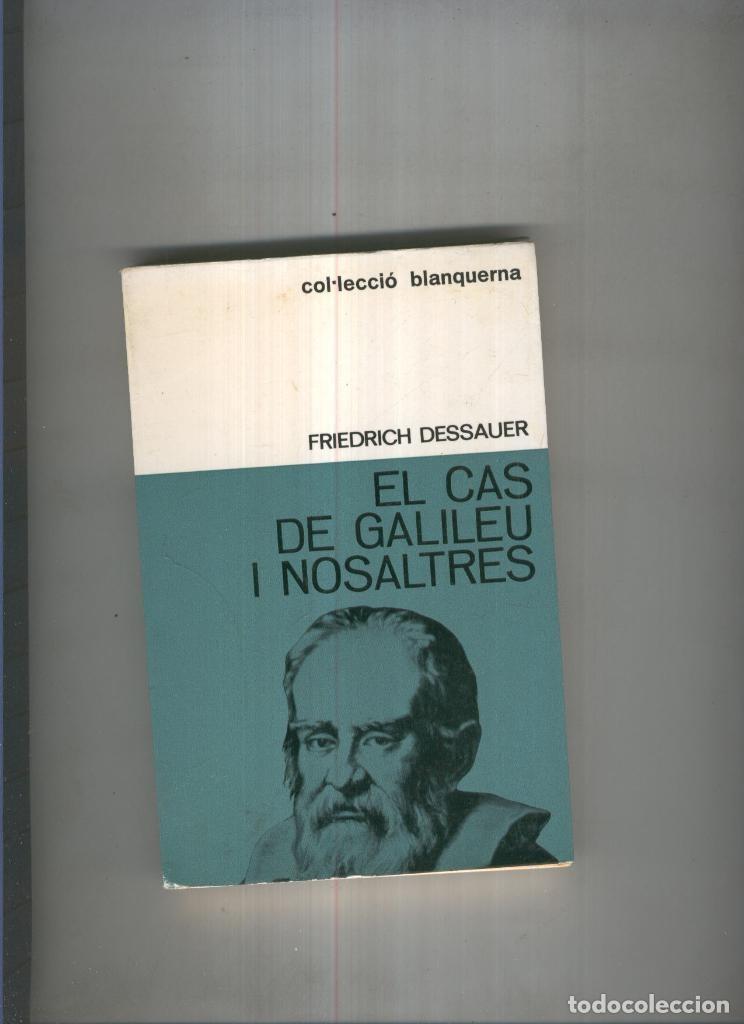 col·lecció blanquerna
FRIEDRICH DESSAUER
EL CAS
DE GALILEU
I NOSALTRES
todocoleccion